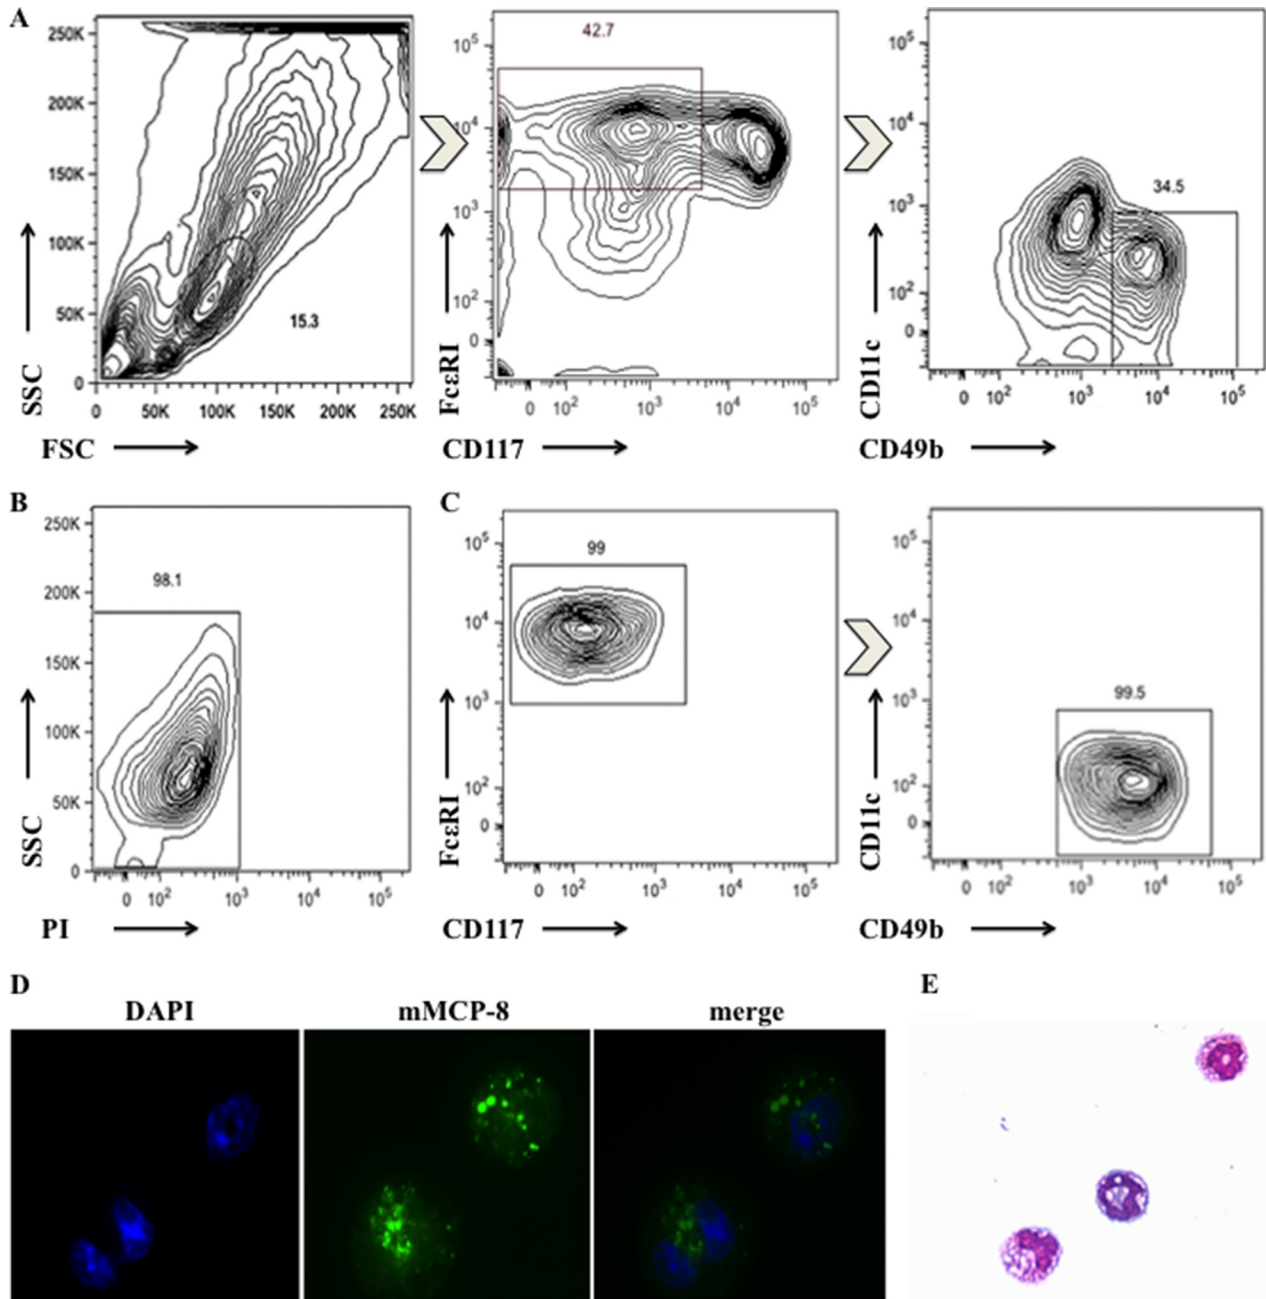 A
250K
200K
150K
100K
50K
0
SSC
0 50K 100K 150K 200K 250K
FSC
15.3
42.7
10^5
10^4
10^3
10^2
0
FcεRI
0 10^2 10^3 10^4 10^5
CD117
34.5
10^5
10^4
10^3
10^2
0
CD11c
0 10^2 10^3 10^4 10^5
CD49b
B
250K
200K
150K
100K
50K
0
SSC
98.1
0 10^2 10^3 10^4 10^5
PI
C
99
10^5
10^4
10^3
10^2
0
FcεRI
0 10^2 10^3 10^4 10^5
CD117
99.5
10^5
10^4
10^3
10^2
0
CD11c
0 10^2 10^3 10^4 10^5
CD49b
D
DAPI mMCP-8 merge
E